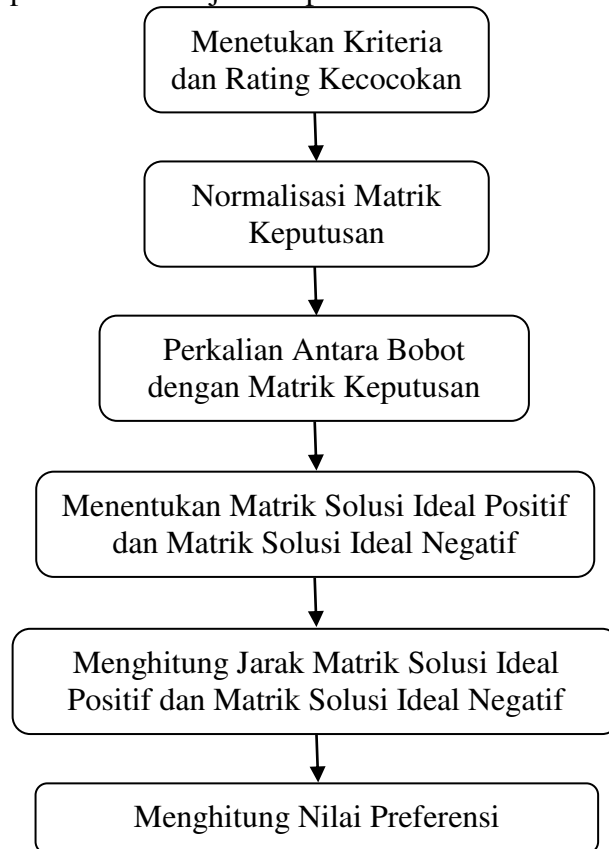 Menetukan Kriteria
dan Rating Kecocokan
Normalisasi Matrik
Keputusan
Perkalian Antara Bobot
dengan Matrik Keputusan
Menentukan Matrik Solusi Ideal Positif
dan Matrik Solusi Ideal Negatif
Menghitung Jarak Matrik Solusi Ideal
Positif dan Matrik Solusi Ideal Negatif
Menghitung Nilai Preferensi